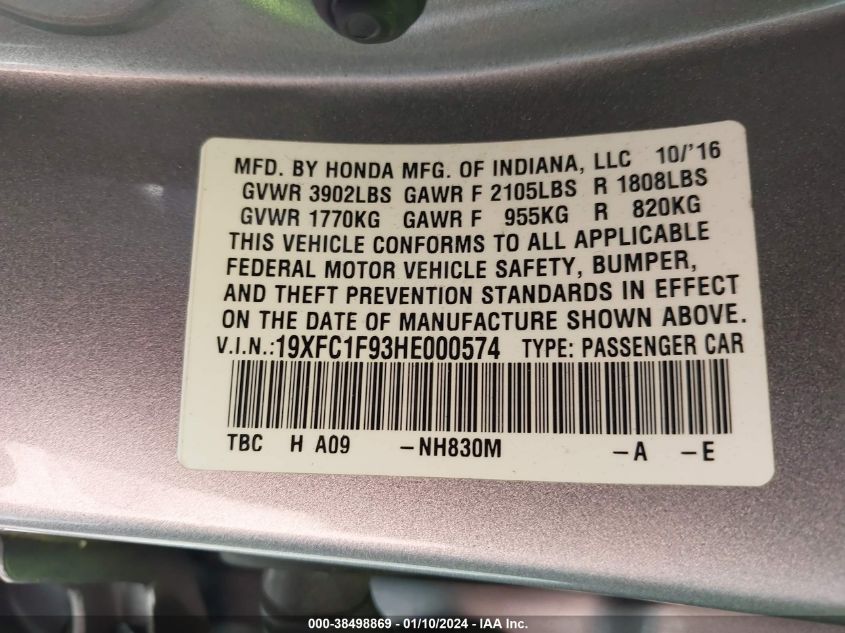 MFD. BY HONDA MFG. OF INDIANA, LLC 10/'16
GVWR 3902LBS GAWR F 2105LBS R 1808LBS
GVWR 1770KG GAWR F 955KG R 820KG
THIS VEHICLE CONFORMS TO ALL APPLICABLE
FEDERAL MOTOR VEHICLE SAFETY, BUMPER,
AND THEFT PREVENTION STANDARDS IN EFFECT
ON THE DATE OF MANUFACTURE SHOWN ABOVE.
V.I.N.:19XFC1F93HE000574 TYPE: PASSENGER CAR
TBC H A09 -NH830M -A -E
000-38498869 - 01/10/2024 - IAA Inc.